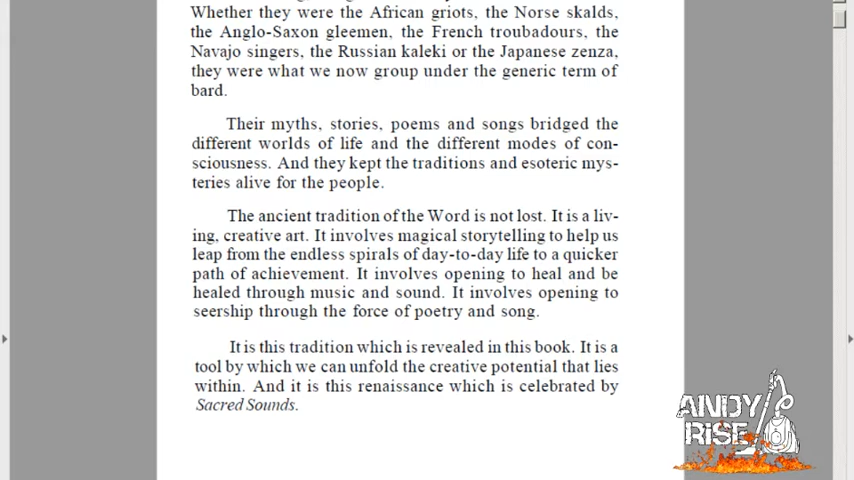 Whether they were the African griots, the Norse skalds,
the Anglo-Saxon gleemen, the French troubadours, the
Navajo singers, the Russian kaleki or the Japanese zenza,
they were what we now group under the generic term of
bard.
Their myths, stories, poems and songs bridged the
different worlds of life and the different modes of con-
sciousness. And they kept the traditions and esoteric mys-
teries alive for the people.
The ancient tradition of the Word is not lost. It is a liv-
ing, creative art. It involves magical storytelling to help us
leap from the endless spirals of day-to-day life to a quicker
path of achievement. It involves opening to heal and be
healed through music and sound. It involves opening to
seership through the force of poetry and song.
It is this tradition which is revealed in this book. It is a
tool by which we can unfold the creative potential that lies
within. And it is this renaissance which is celebrated by
Sacred Sounds.
ANDY
RiSE